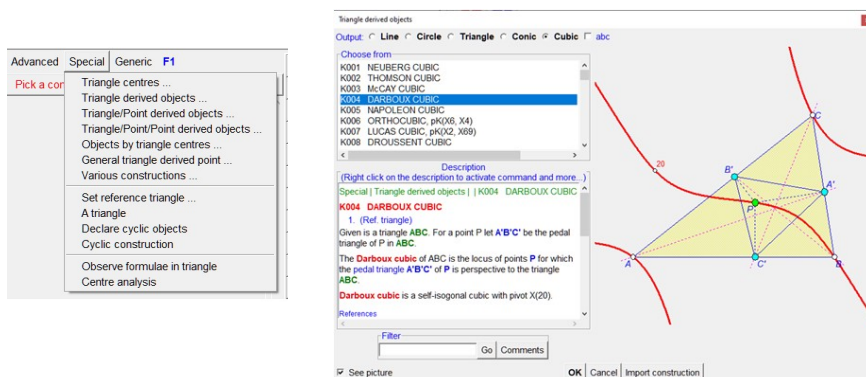 Advanced Special Generic F1
Pick a con
Triangle centres ...
Triangle derived objects ...
Triangle/Point derived objects ...
Triangle/Point/Point derived objects ...
Objects by triangle centres ...
General triangle derived point ...
Various constructions ...
Set reference triangle ...
A triangle
Declare cyclic objects
Cyclic construction
Observe formulae in triangle
Centre analysis
Triangle derived objects
Output: Line Circle Triangle Conic Cubic abc
Choose from
K001 NEUBERG CUBIC
K002 THOMSON CUBIC
K003 McCAY CUBIC
K004 DARBOUX CUBIC
K005 NAPOLEON CUBIC
K006 ORTHOCUBIC, pK(X6, X4)
K007 LUCAS CUBIC, pK(X2, X69)
K008 DROUSSENT CUBIC
Description
(Right click on the description to activate command and more...)
Special | Triangle derived objects | | K004 DARBOUX CUBIC
K004 DARBOUX CUBIC
1. (Ref. triangle)
Given is a triangle ABC. For a point P let A'B'C' be the pedal
triangle of P in ABC.
The Darboux cubic of ABC is the locus of points P for which
the pedal triangle A'B'C' of P is perspective to the triangle
ABC.
Darboux cubic is a self-isogonal cubic with pivot X(20).
References
Filter
Go Comments
See picture
OK Cancel Import construction
C
20
B'
A'
P
A
C'
B